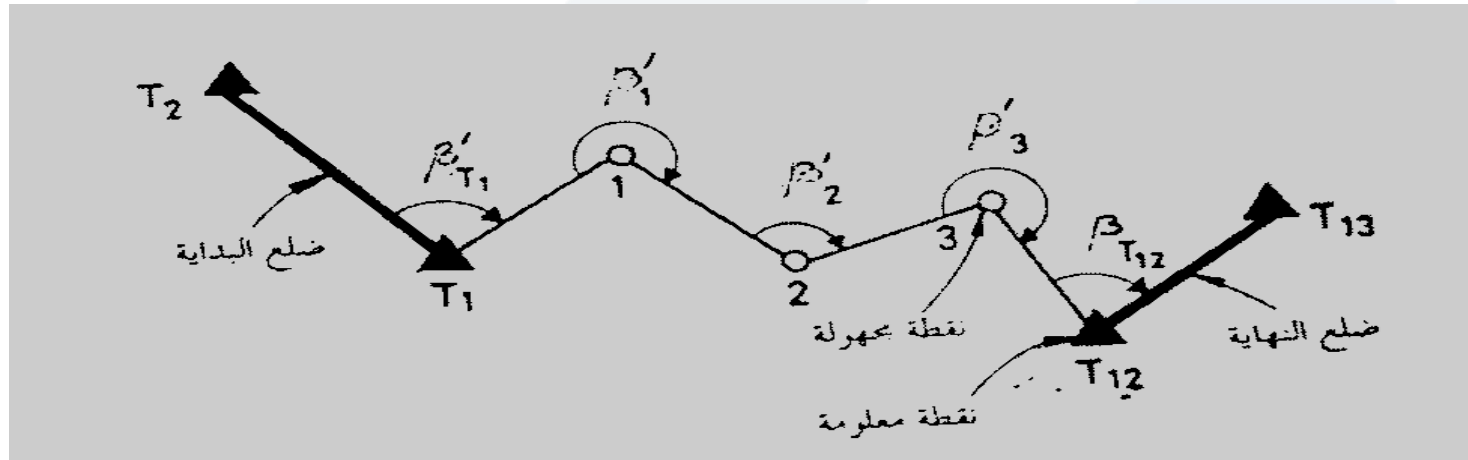 T₂
β′T₁
β′₁
β′₂
β′₃
βT₁₂
T₁₃
ضلع البداية
T₁
1
2
3
نقطة مجهولة
ضلع النهاية
T₁₂
نقطة معلومة